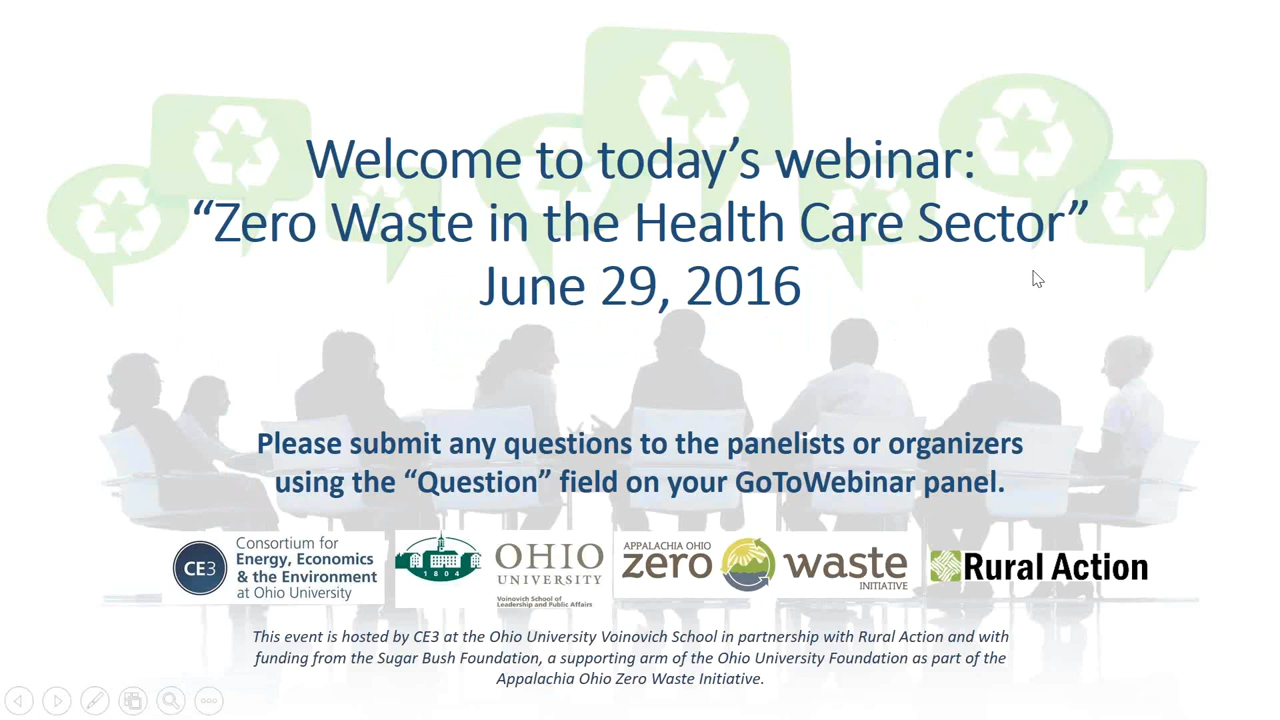 Welcome to today's webinar:
“Zero Waste in the Health Care Sector”
June 29, 2016
Please submit any questions to the panelists or organizers
using the “Question” field on your GoToWebinar panel.
CE3
Consortium for
Energy, Economics
& the Environment
at Ohio University
1804
OHIO
UNIVERSITY
Voinovich School of
Leadership and Public Affairs
APPALACHIA OHIO
zero waste
INITIATIVE
Rural Action
This event is hosted by CE3 at the Ohio University Voinovich School in partnership with Rural Action and with
funding from the Sugar Bush Foundation, a supporting arm of the Ohio University Foundation as part of the
Appalachia Ohio Zero Waste Initiative.